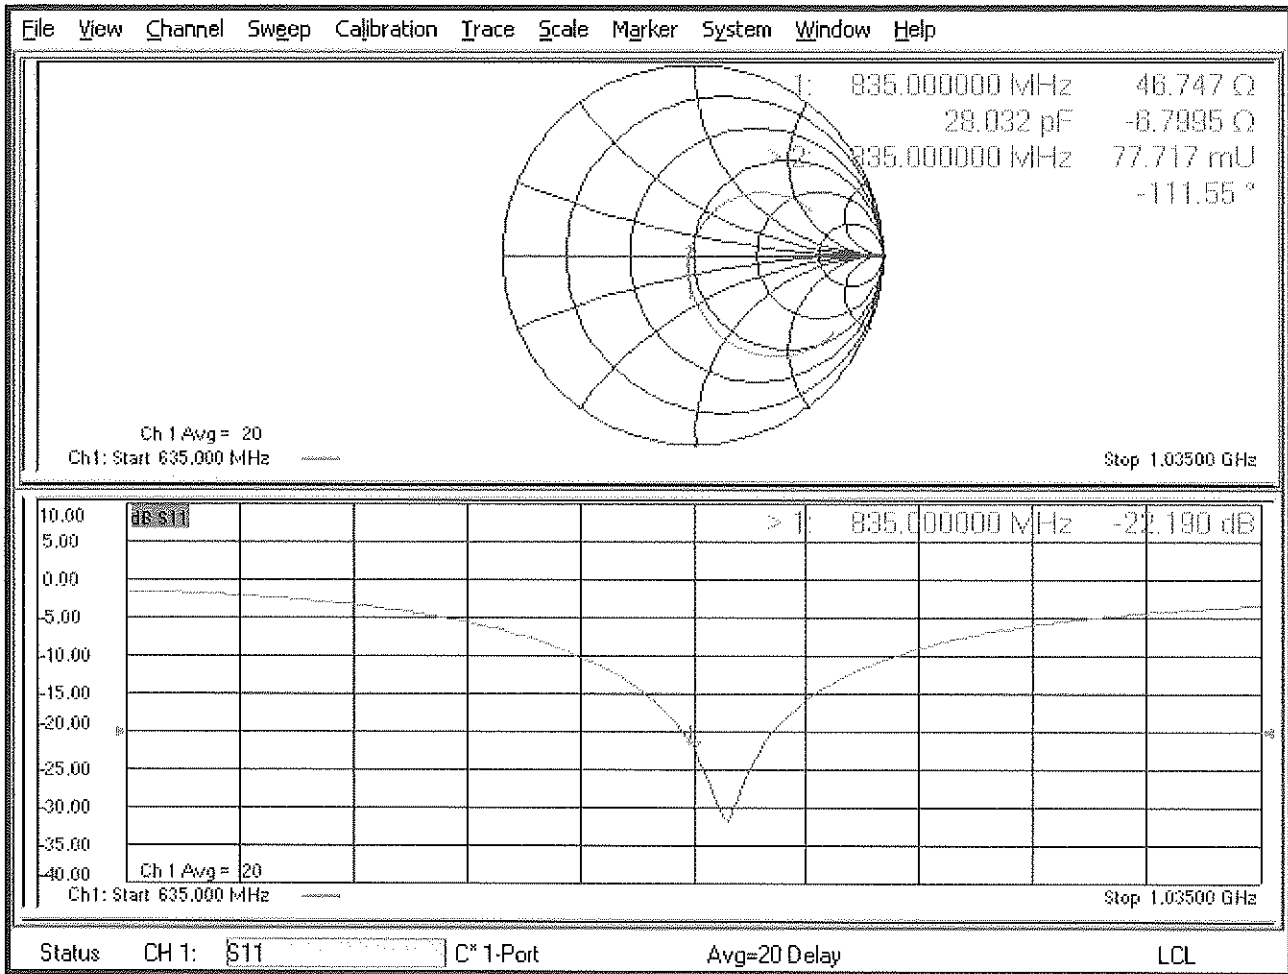 File View Channel Sweep Calibration Trace Scale Marker System Window Help
1: 835.000000 MHz 46.747 Ω
28.032 pF -6.7995 Ω
> 2: 835.000000 MHz 77.717 mU
-111.55 °
Ch 1 Avg = 20
Ch1: Start 635.000 MHz
Stop 1.03500 GHz
10.00
dB S11
> 1: 835.000000 MHz -22.190 dB
5.00
0.00
-5.00
-10.00
-15.00
-20.00
-25.00
-30.00
-35.00
-40.00
Ch 1 Avg = 20
Ch1: Start 635.000 MHz
Stop 1.03500 GHz
Status CH 1: S11 C* 1-Port Avg=20 Delay LCL